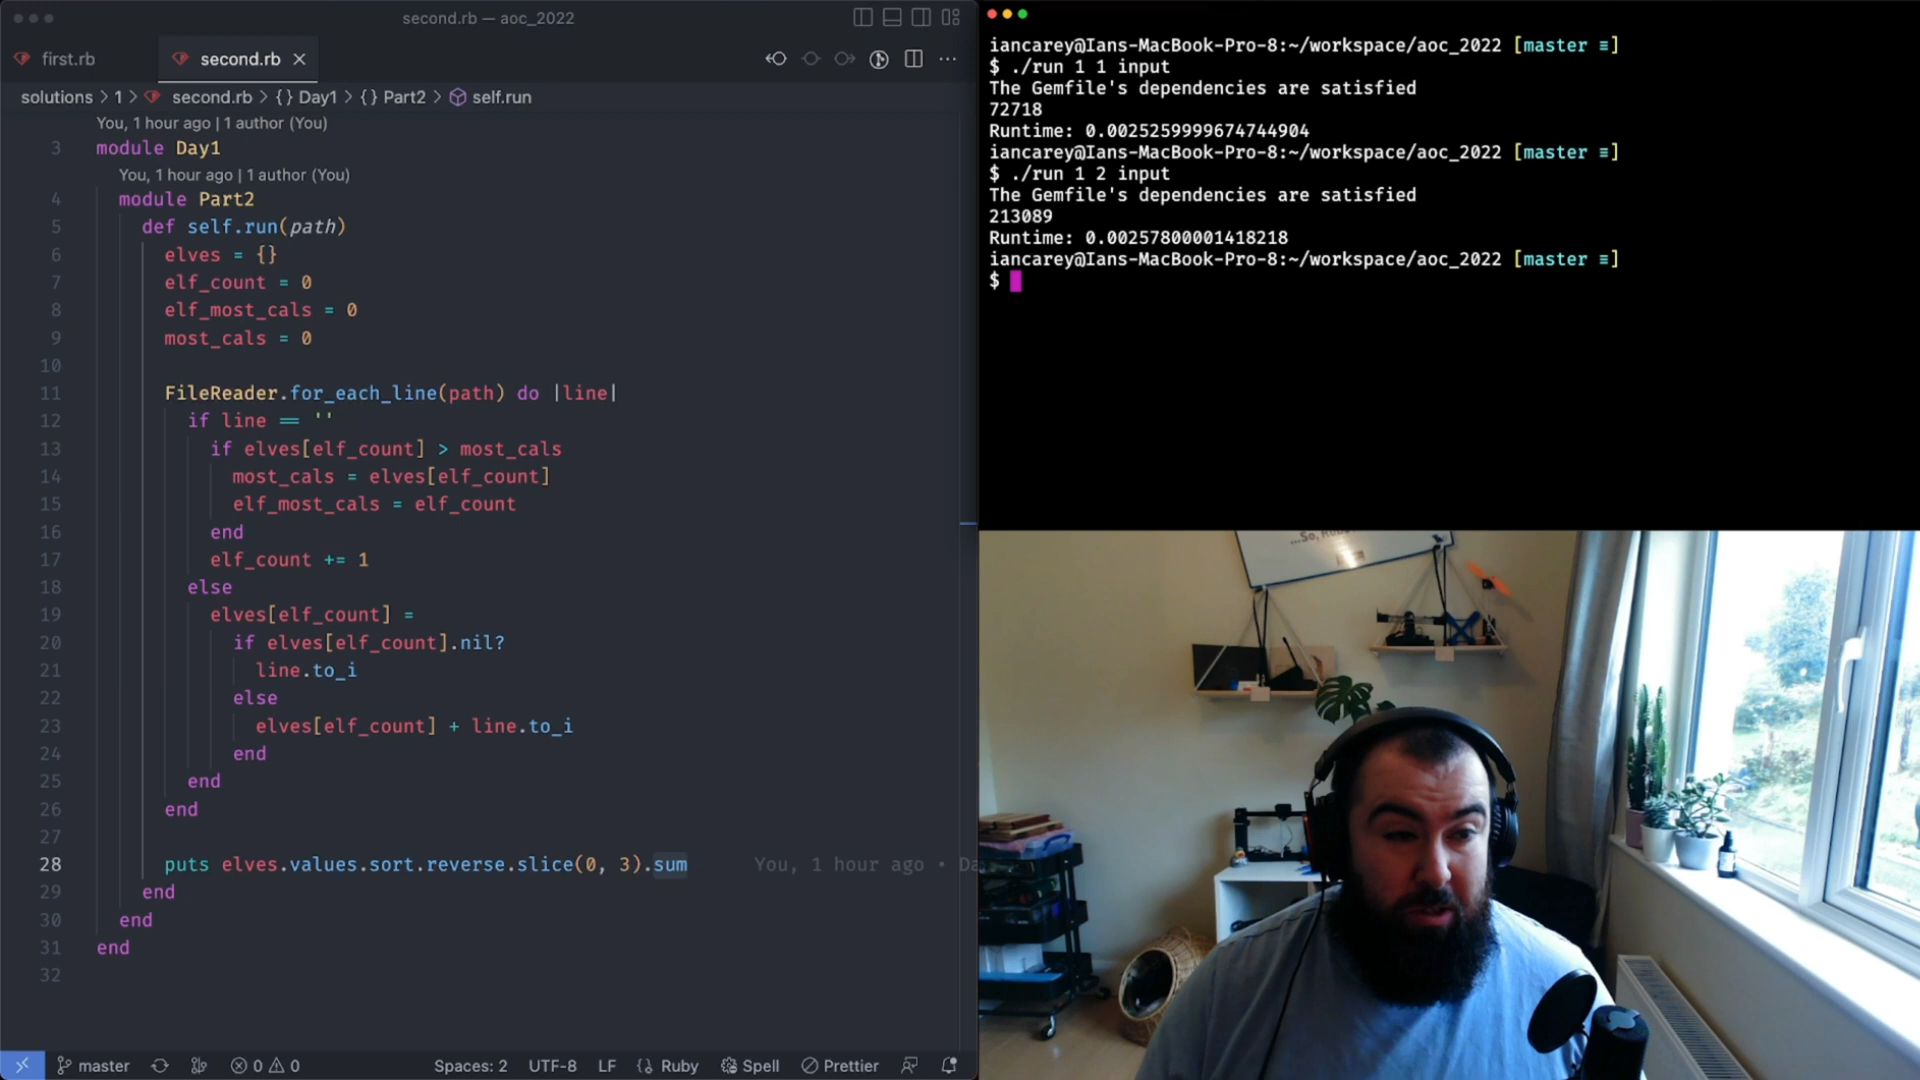 second.rb — aoc_2022
first.rb
second.rb
solutions > 1 > second.rb > {} Day1 > {} Part2 > self.run
You, 1 hour ago | 1 author (You)
3 module Day1
You, 1 hour ago | 1 author (You)
4 module Part2
5 def self.run(path)
6 elves = {}
7 elf_count = 0
8 elf_most_cals = 0
9 most_cals = 0
10
11 FileReader.for_each_line(path) do |line|
12 if line == ''
13 if elves[elf_count] > most_cals
14 most_cals = elves[elf_count]
15 elf_most_cals = elf_count
16 end
17 elf_count += 1
18 else
19 elves[elf_count] =
20 if elves[elf_count].nil?
21 line.to_i
22 else
23 elves[elf_count] + line.to_i
24 end
25 end
26 end
27
28 puts elves.values.sort.reverse.slice(0, 3).sum You, 1 hour ago • Da
29 end
30 end
31 end
32
master 0 0 Spaces: 2 UTF-8 LF {} Ruby Spell Prettier
iancarey@Ians-MacBook-Pro-8:~/workspace/aoc_2022 [master ≡]
$ ./run 1 1 input
The Gemfile's dependencies are satisfied
72718
Runtime: 0.0025259999674744904
iancarey@Ians-MacBook-Pro-8:~/workspace/aoc_2022 [master ≡]
$ ./run 1 2 input
The Gemfile's dependencies are satisfied
213089
Runtime: 0.00257800001418218
iancarey@Ians-MacBook-Pro-8:~/workspace/aoc_2022 [master ≡]
$